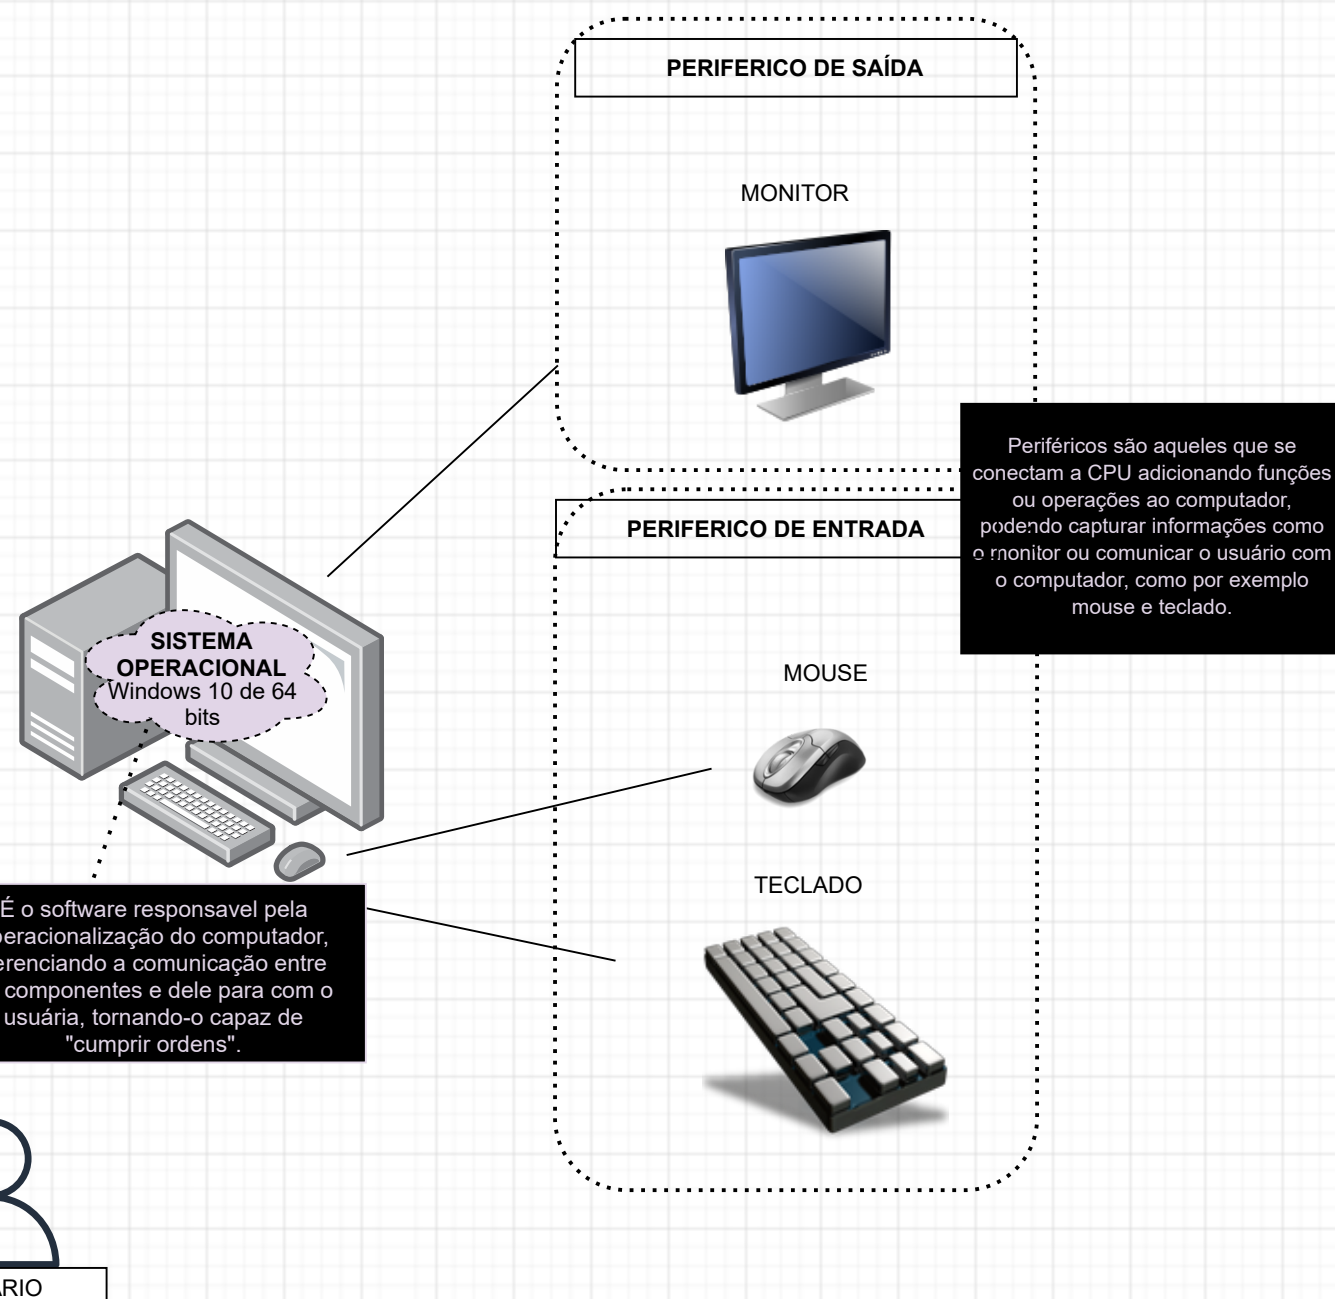 PERIFERICO DE SAÍDA
MONITOR
Periféricos são aqueles que se
conectam a CPU adicionando funções
ou operações ao computador,
podendo capturar informações como
o monitor ou comunicar o usuário com
o computador, como por exemplo
mouse e teclado.
PERIFERICO DE ENTRADA
SISTEMA
OPERACIONAL
Windows 10 de 64
bits
MOUSE
TECLADO
É o software responsavel pela
peracionalização do computador,
erenciando a comunicação entre
componentes e dele para com o
usuária, tornando-o capaz de
"cumprir ordens".
RIO